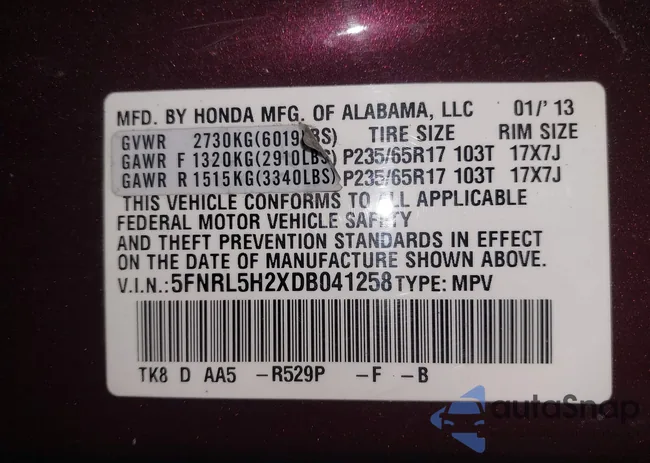 MFD. BY HONDA MFG. OF ALABAMA, LLC 01/'13
GVWR 2730KG(6019LBS) TIRE SIZE RIM SIZE
GAWR F 1320KG(2910LBS) P235/65R17 103T 17X7J
GAWR R 1515KG(3340LBS) P235/65R17 103T 17X7J
THIS VEHICLE CONFORMS TO ALL APPLICABLE
FEDERAL MOTOR VEHICLE SAFETY
AND THEFT PREVENTION STANDARDS IN EFFECT
ON THE DATE OF MANUFACTURE SHOWN ABOVE.
V.I.N.:5FNRL5H2XDB041258 TYPE: MPV
TK8 D AA5 -R529P -F -B
autoSnap